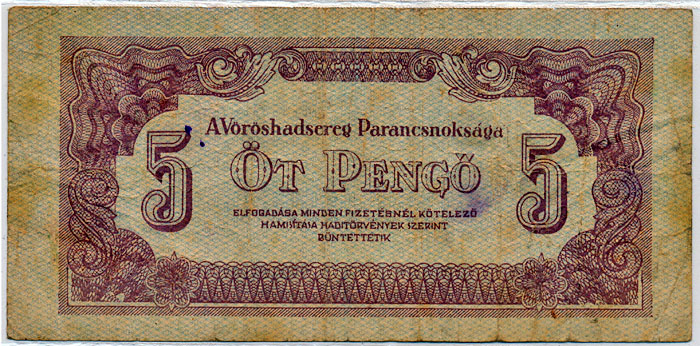 A Vöröshadsereg Parancsnoksága
5 ÖT PENGŐ 5
ELFOGADÁSA MINDEN FIZETÉSNÉL KÖTELEZŐ
HAMISÍTÁSA HADITÖRVÉNYEK SZERINT
BÜNTETTETIK